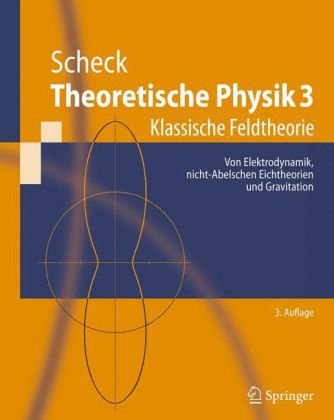 Scheck
Theoretische Physik 3
Klassische Feldtheorie
Von Elektrodynamik,
nicht-Abelschen Eichtheorien
und Gravitation
3. Auflage
Springer